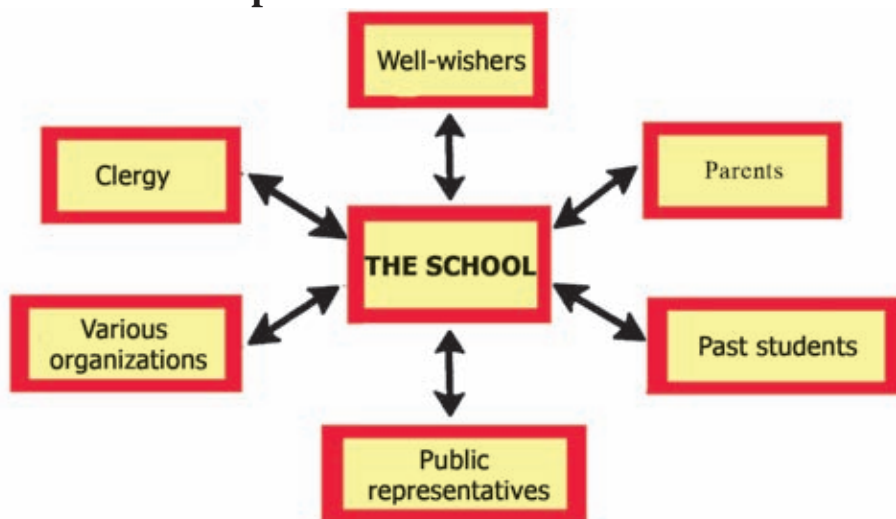 Well-wishers
Clergy
Parents
THE SCHOOL
Various
organizations
Past students
Public
representatives